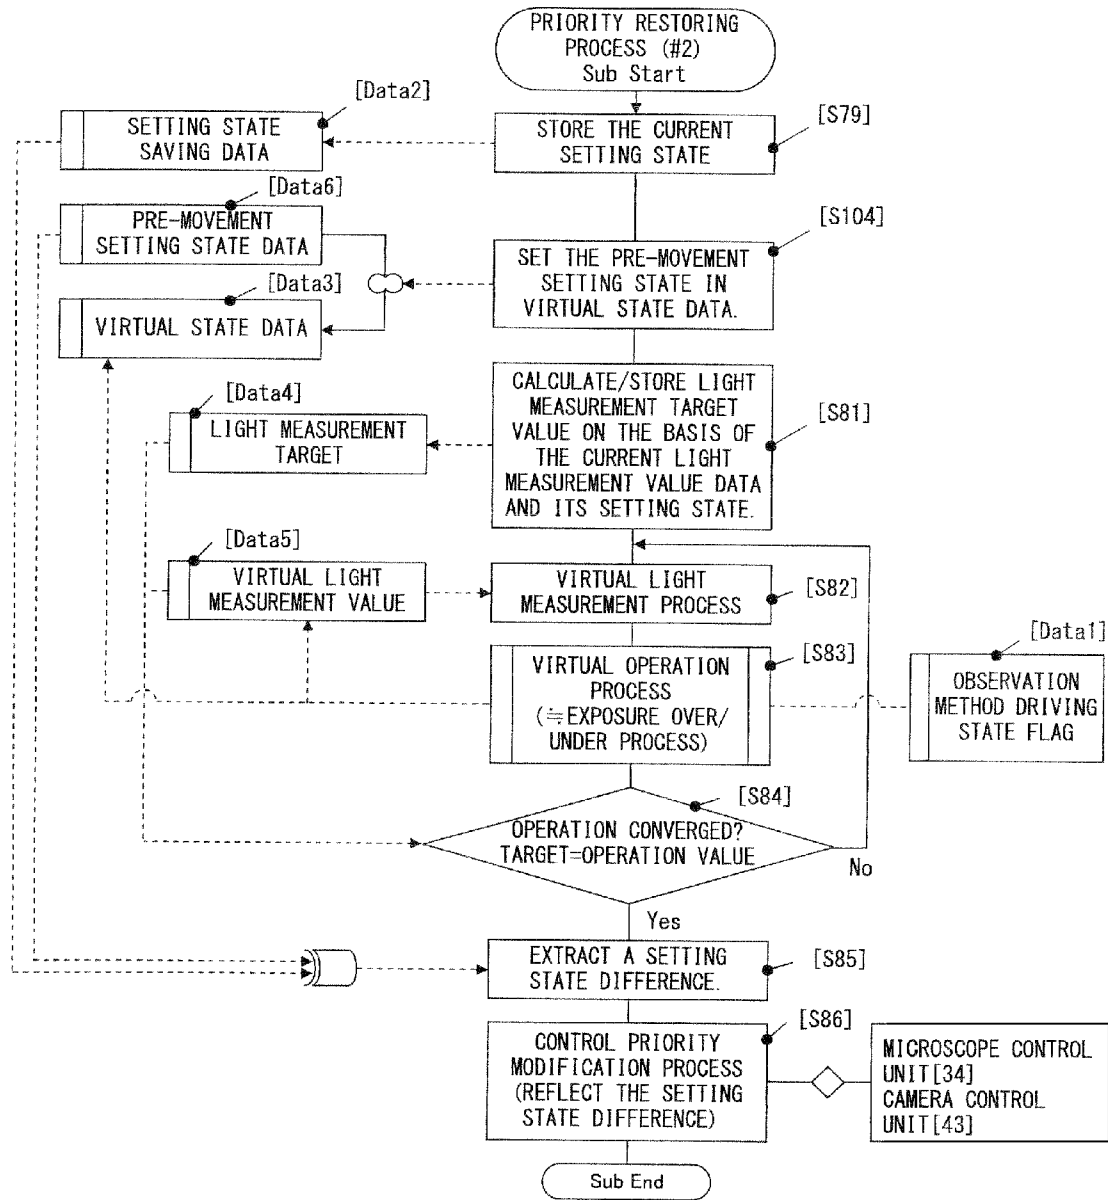 PRIORITY RESTORING
PROCESS (#2)
Sub Start
[Data2]
SETTING STATE
SAVING DATA
[S79]
STORE THE CURRENT
SETTING STATE
[Data6]
PRE-MOVEMENT
SETTING STATE DATA
[S104]
SET THE PRE-MOVEMENT
SETTING STATE IN
VIRTUAL STATE DATA.
[Data3]
VIRTUAL STATE DATA
[Data4]
LIGHT MEASUREMENT
TARGET
CALCULATE/STORE LIGHT
MEASUREMENT TARGET
VALUE ON THE BASIS OF
THE CURRENT LIGHT
MEASUREMENT VALUE DATA
AND ITS SETTING STATE.
[S81]
[Data5]
VIRTUAL LIGHT
MEASUREMENT VALUE
VIRTUAL LIGHT
MEASUREMENT PROCESS
[S82]
VIRTUAL OPERATION
PROCESS
(≒EXPOSURE OVER/
UNDER PROCESS)
[S83]
[Data1]
OBSERVATION
METHOD DRIVING
STATE FLAG
[S84]
OPERATION CONVERGED?
TARGET=OPERATION VALUE
No
Yes
EXTRACT A SETTING
STATE DIFFERENCE.
[S85]
CONTROL PRIORITY
MODIFICATION PROCESS
(REFLECT THE SETTING
STATE DIFFERENCE)
[S86]
MICROSCOPE CONTROL
UNIT[34]
CAMERA CONTROL
UNIT[43]
Sub End